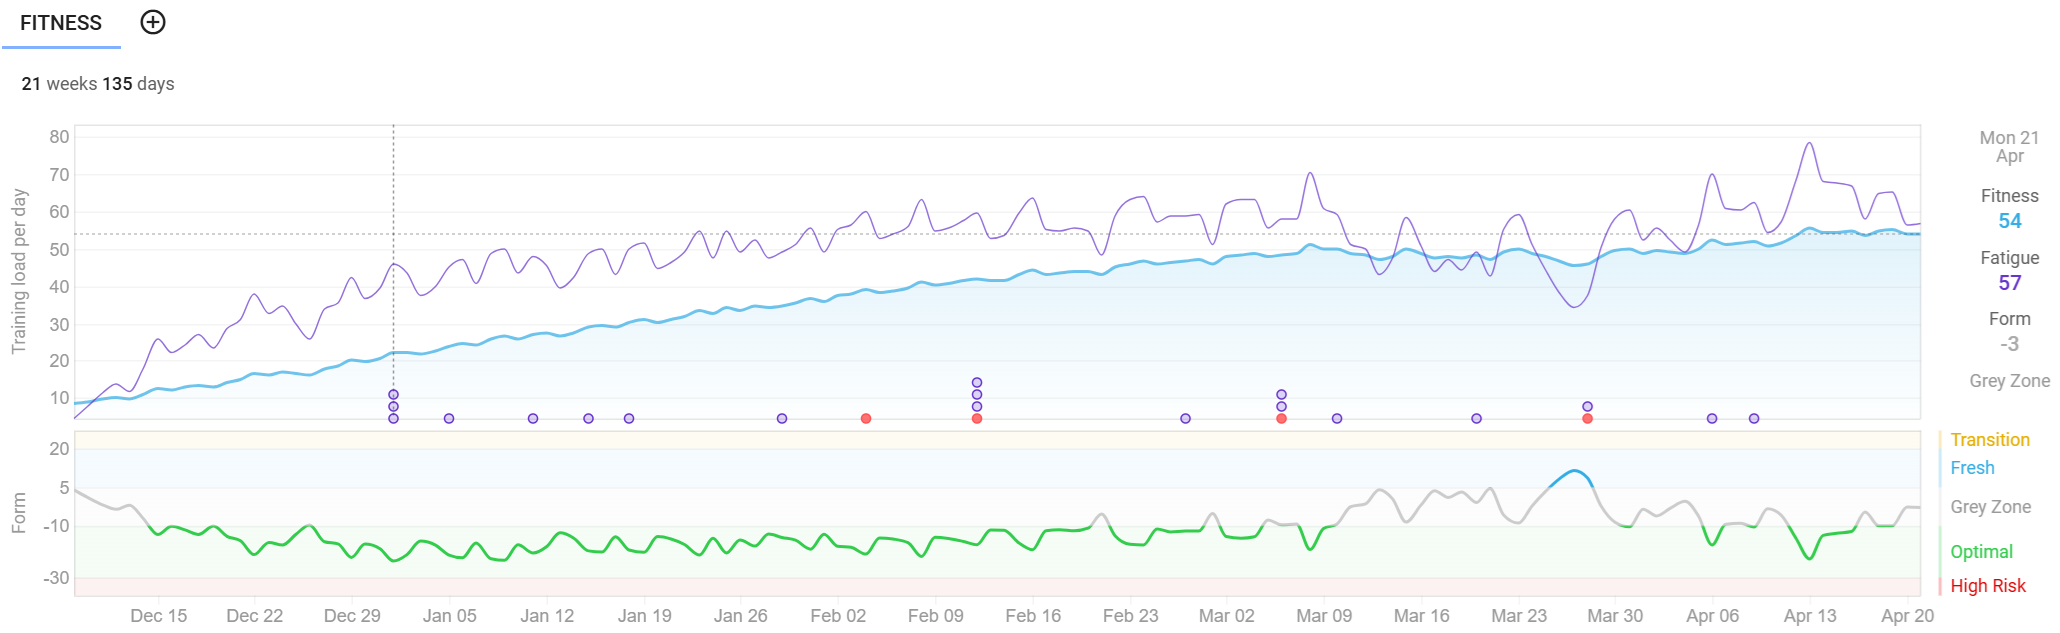 FITNESS
21 weeks 135 days
Training load per day
80
70
60
50
40
30
20
10
Mon 21
Apr
Fitness
54
Fatigue
57
Form
-3
Grey Zone
Form
20
5
-10
-30
Transition
Fresh
Grey Zone
Optimal
High Risk
Dec 15 Dec 22 Dec 29 Jan 05 Jan 12 Jan 19 Jan 26 Feb 02 Feb 09 Feb 16 Feb 23 Mar 02 Mar 09 Mar 16 Mar 23 Mar 30 Apr 06 Apr 13 Apr 20